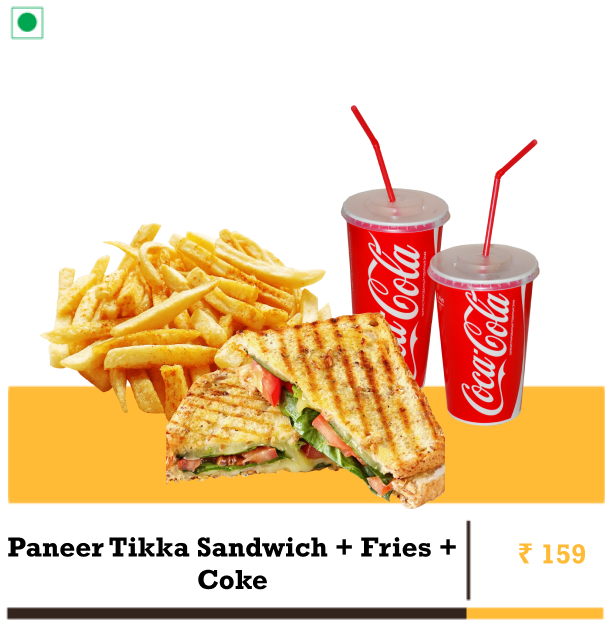 Coca-Cola
Coca-Cola
Paneer Tikka Sandwich + Fries +
Coke
₹ 159